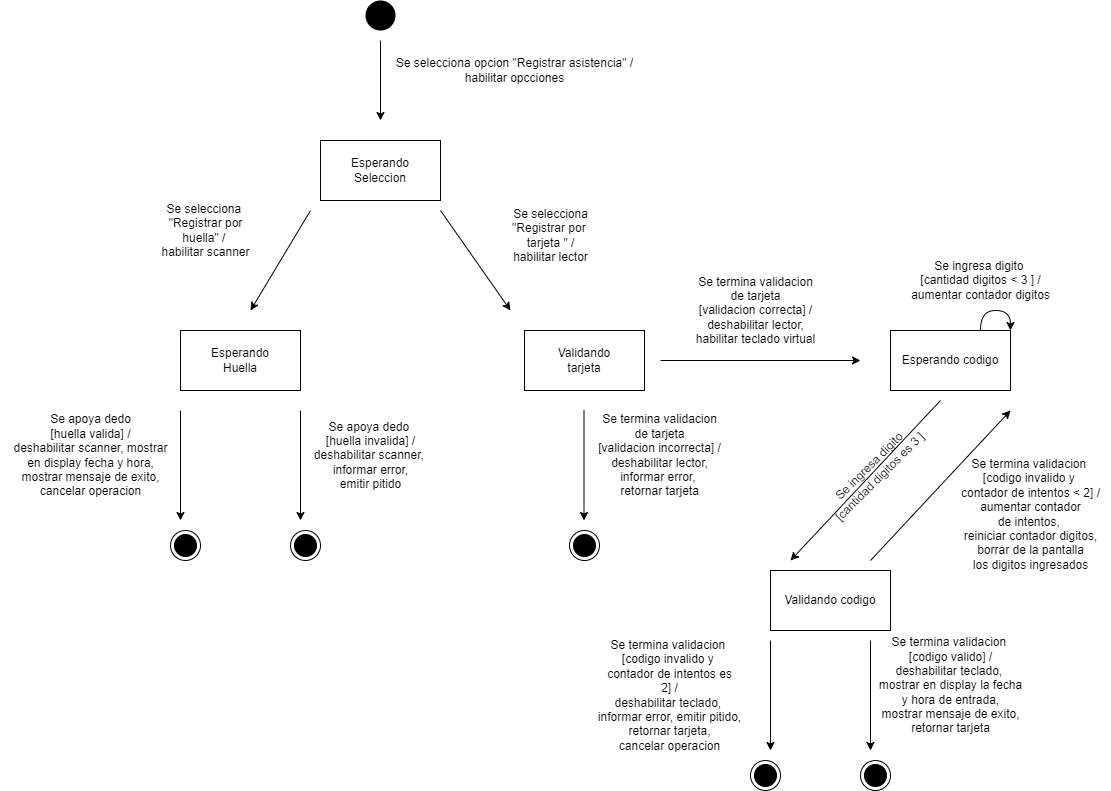 Se selecciona opcion "Registrar asistencia" /
habilitar opcciones
Esperando
Seleccion
Se selecciona
"Registrar por
huella" /
habilitar scanner
Se selecciona
"Registrar por
tarjeta " /
habilitar lector
Se termina validacion
de tarjeta
[validacion correcta] /
deshabilitar lector,
habilitar teclado virtual
Se ingresa digito
[cantidad digitos < 3 ] /
aumentar contador digitos
Esperando
Huella
Validando
tarjeta
Esperando codigo
Se apoya dedo
[huella valida] /
deshabilitar scanner, mostrar
en display fecha y hora,
mostrar mensaje de exito,
cancelar operacion
Se apoya dedo
[huella invalida] /
deshabilitar scanner,
informar error,
emitir pitido
Se termina validacion
de tarjeta
[validacion incorrecta] /
deshabilitar lector,
informar error,
retornar tarjeta
Se ingresa digito
[cantidad digitos es 3 ]
Se termina validacion
[codigo invalido y
contador de intentos < 2] /
aumentar contador
de intentos,
reiniciar contador digitos,
borrar de la pantalla
los digitos ingresados
Validando codigo
Se termina validacion
[codigo invalido y
contador de intentos es
2] /
deshabilitar teclado,
informar error, emitir pitido,
retornar tarjeta,
cancelar operacion
Se termina validacion
[codigo valido] /
deshabilitar teclado,
mostrar en display la fecha
y hora de entrada,
mostrar mensaje de exito,
retornar tarjeta